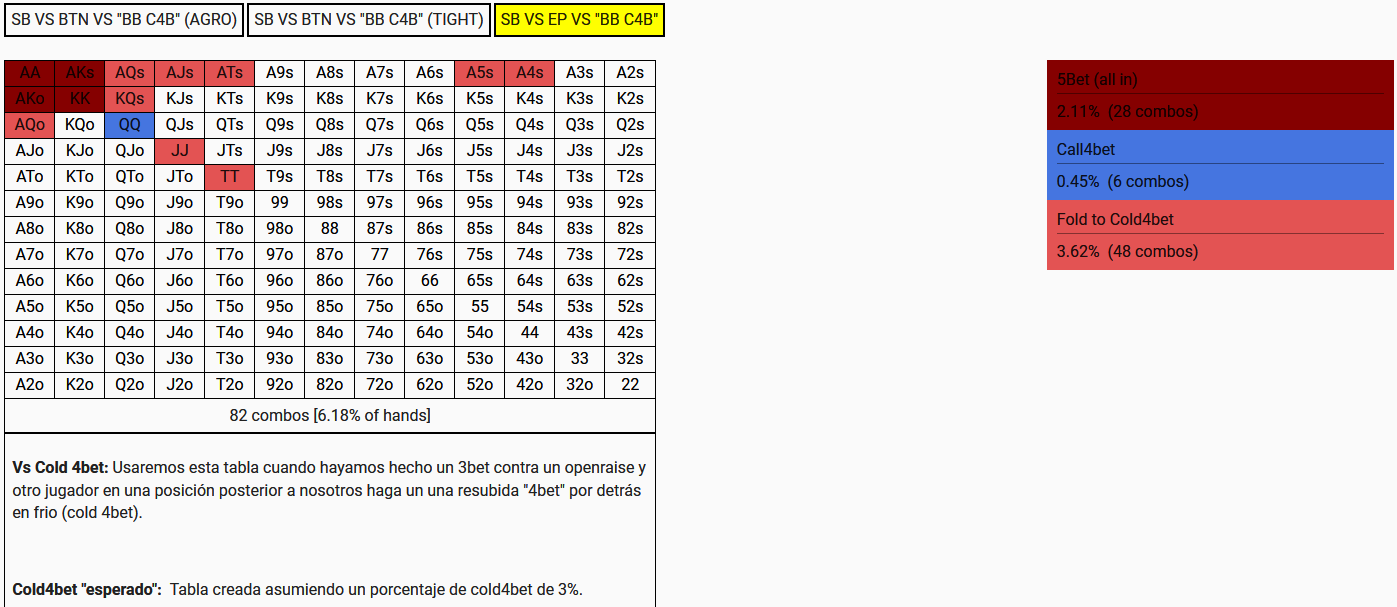 SB VS BTN VS "BB C4B" (AGRO) SB VS BTN VS "BB C4B" (TIGHT) SB VS EP VS "BB C4B"
AA AKs AQs AJs ATs A9s A8s A7s A6s A5s A4s A3s A2s
AKo KK KQs KJs KTs K9s K8s K7s K6s K5s K4s K3s K2s
AQo KQo QQ QJs QTs Q9s Q8s Q7s Q6s Q5s Q4s Q3s Q2s
AJo KJo QJo JJ JTs J9s J8s J7s J6s J5s J4s J3s J2s
ATo KTo QTo JTo TT T9s T8s T7s T6s T5s T4s T3s T2s
A9o K9o Q9o J9o T9o 99 98s 97s 96s 95s 94s 93s 92s
A8o K8o Q8o J8o T8o 98o 88 87s 86s 85s 84s 83s 82s
A7o K7o Q7o J7o T7o 97o 87o 77 76s 75s 74s 73s 72s
A6o K6o Q6o J6o T6o 96o 86o 76o 66 65s 64s 63s 62s
A5o K5o Q5o J5o T5o 95o 85o 75o 65o 55 54s 53s 52s
A4o K4o Q4o J4o T4o 94o 84o 74o 64o 54o 44 43s 42s
A3o K3o Q3o J3o T3o 93o 83o 73o 63o 53o 43o 33 32s
A2o K2o Q2o J2o T2o 92o 82o 72o 62o 52o 42o 32o 22
82 combos [6.18% of hands]
Vs Cold 4bet: Usaremos esta tabla cuando hayamos hecho un 3bet contra un openraise y
otro jugador en una posición posterior a nosotros haga un una resubida "4bet" por detrás
en frio (cold 4bet).
Cold4bet "esperado": Tabla creada asumiendo un porcentaje de cold4bet de 3%.
5Bet (all in)
2.11% (28 combos)
Call4bet
0.45% (6 combos)
Fold to Cold4bet
3.62% (48 combos)